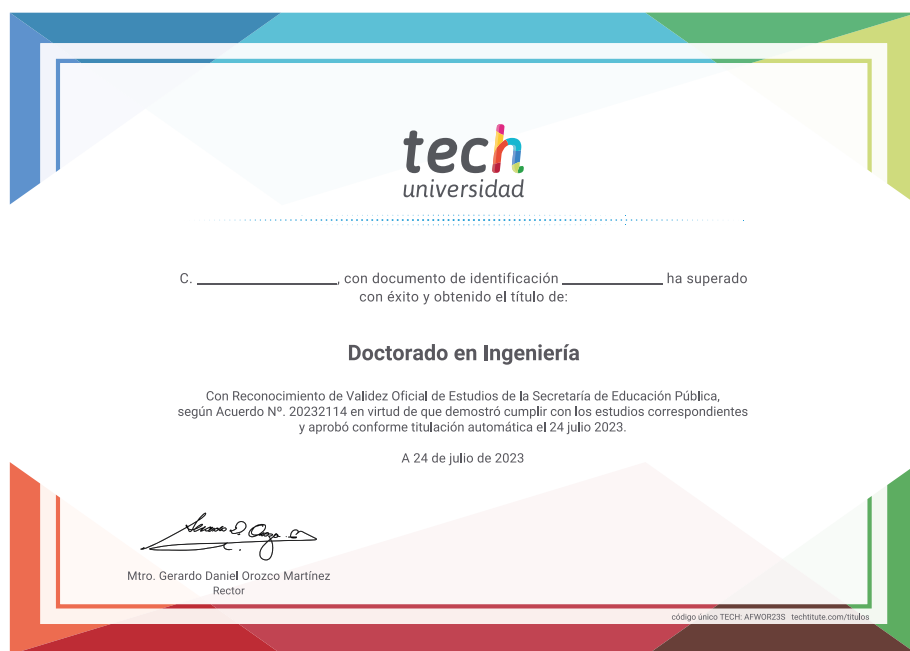 tech
universidad
C. ____________, con documento de identificación ____________ ha superado
con éxito y obtenido el título de:
Doctorado en Ingeniería
Con Reconocimiento de Validez Oficial de Estudios de la Secretaría de Educación Pública,
según Acuerdo Nº. 20232114 en virtud de que demostró cumplir con los estudios correspondientes
y aprobó conforme titulación automática el 24 julio 2023.
A 24 de julio de 2023
Mtro. Gerardo Daniel Orozco Martínez
Rector
código único TECH: AFWOR23S techtitute.com/titulos